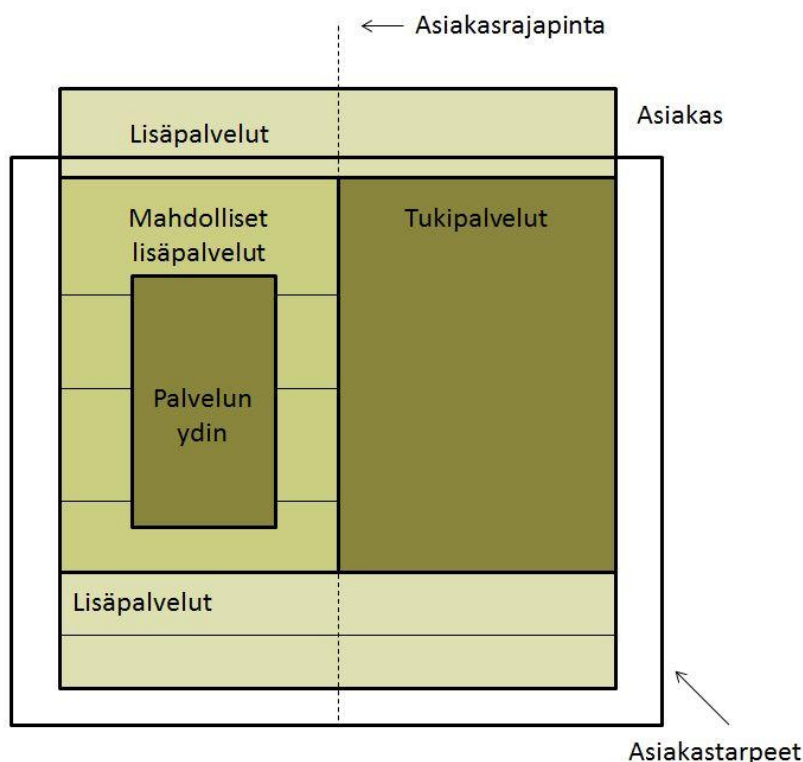 Asiakasrajapinta
Asiakas
Lisäpalvelut
Mahdolliset
lisäpalvelut
Tukipalvelut
Palvelun
ydin
Lisäpalvelut
Asiakastarpeet